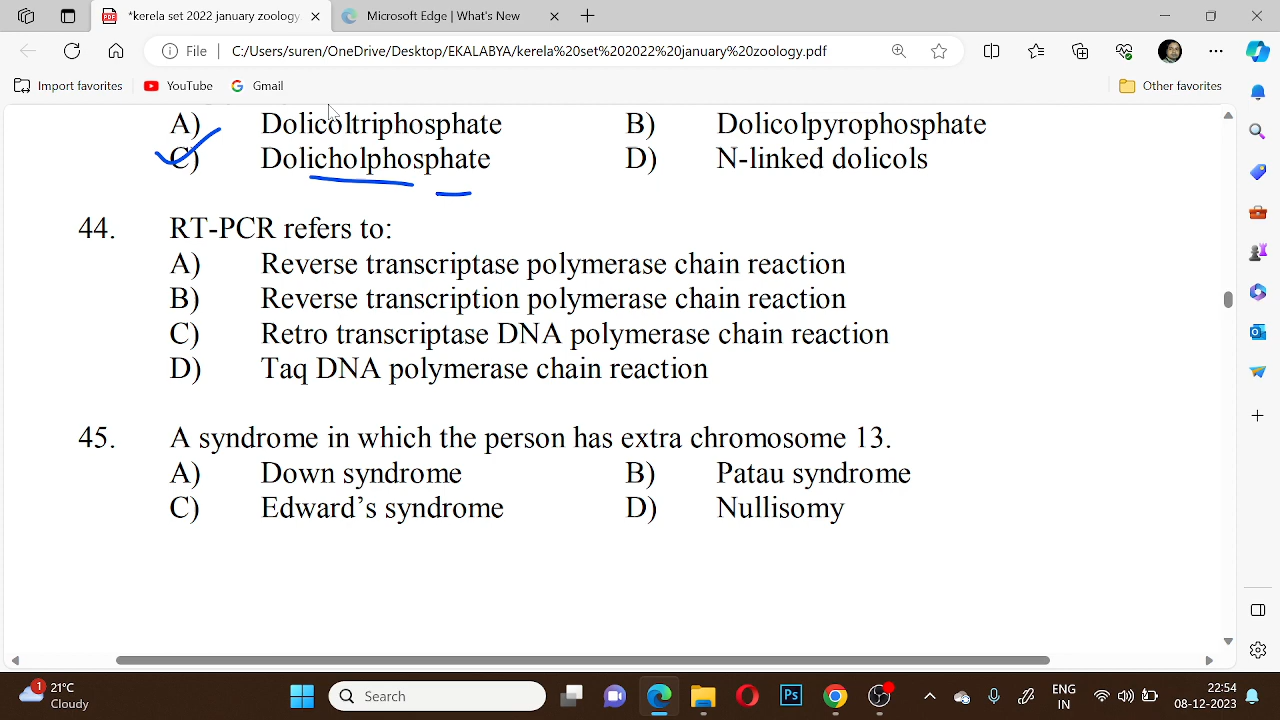 *kerela set 2022 january zoology
Microsoft Edge | What's New
File
C:/Users/suren/OneDrive/Desktop/EKALABYA/kerela%20set%202022%20january%20zoology.pdf
Import favorites
YouTube
Gmail
Other favorites
A) Dolicoltriphosphate B) Dolicolpyrophosphate
C) Dolicholphosphate D) N-linked dolicols
44. RT-PCR refers to:
A) Reverse transcriptase polymerase chain reaction
B) Reverse transcription polymerase chain reaction
C) Retro transcriptase DNA polymerase chain reaction
D) Taq DNA polymerase chain reaction
45. A syndrome in which the person has extra chromosome 13.
A) Down syndrome B) Patau syndrome
C) Edward’s syndrome D) Nullisomy
1
21°C
Cloudy
Search
Ps
ENG
IN
22:54
08-12-2023